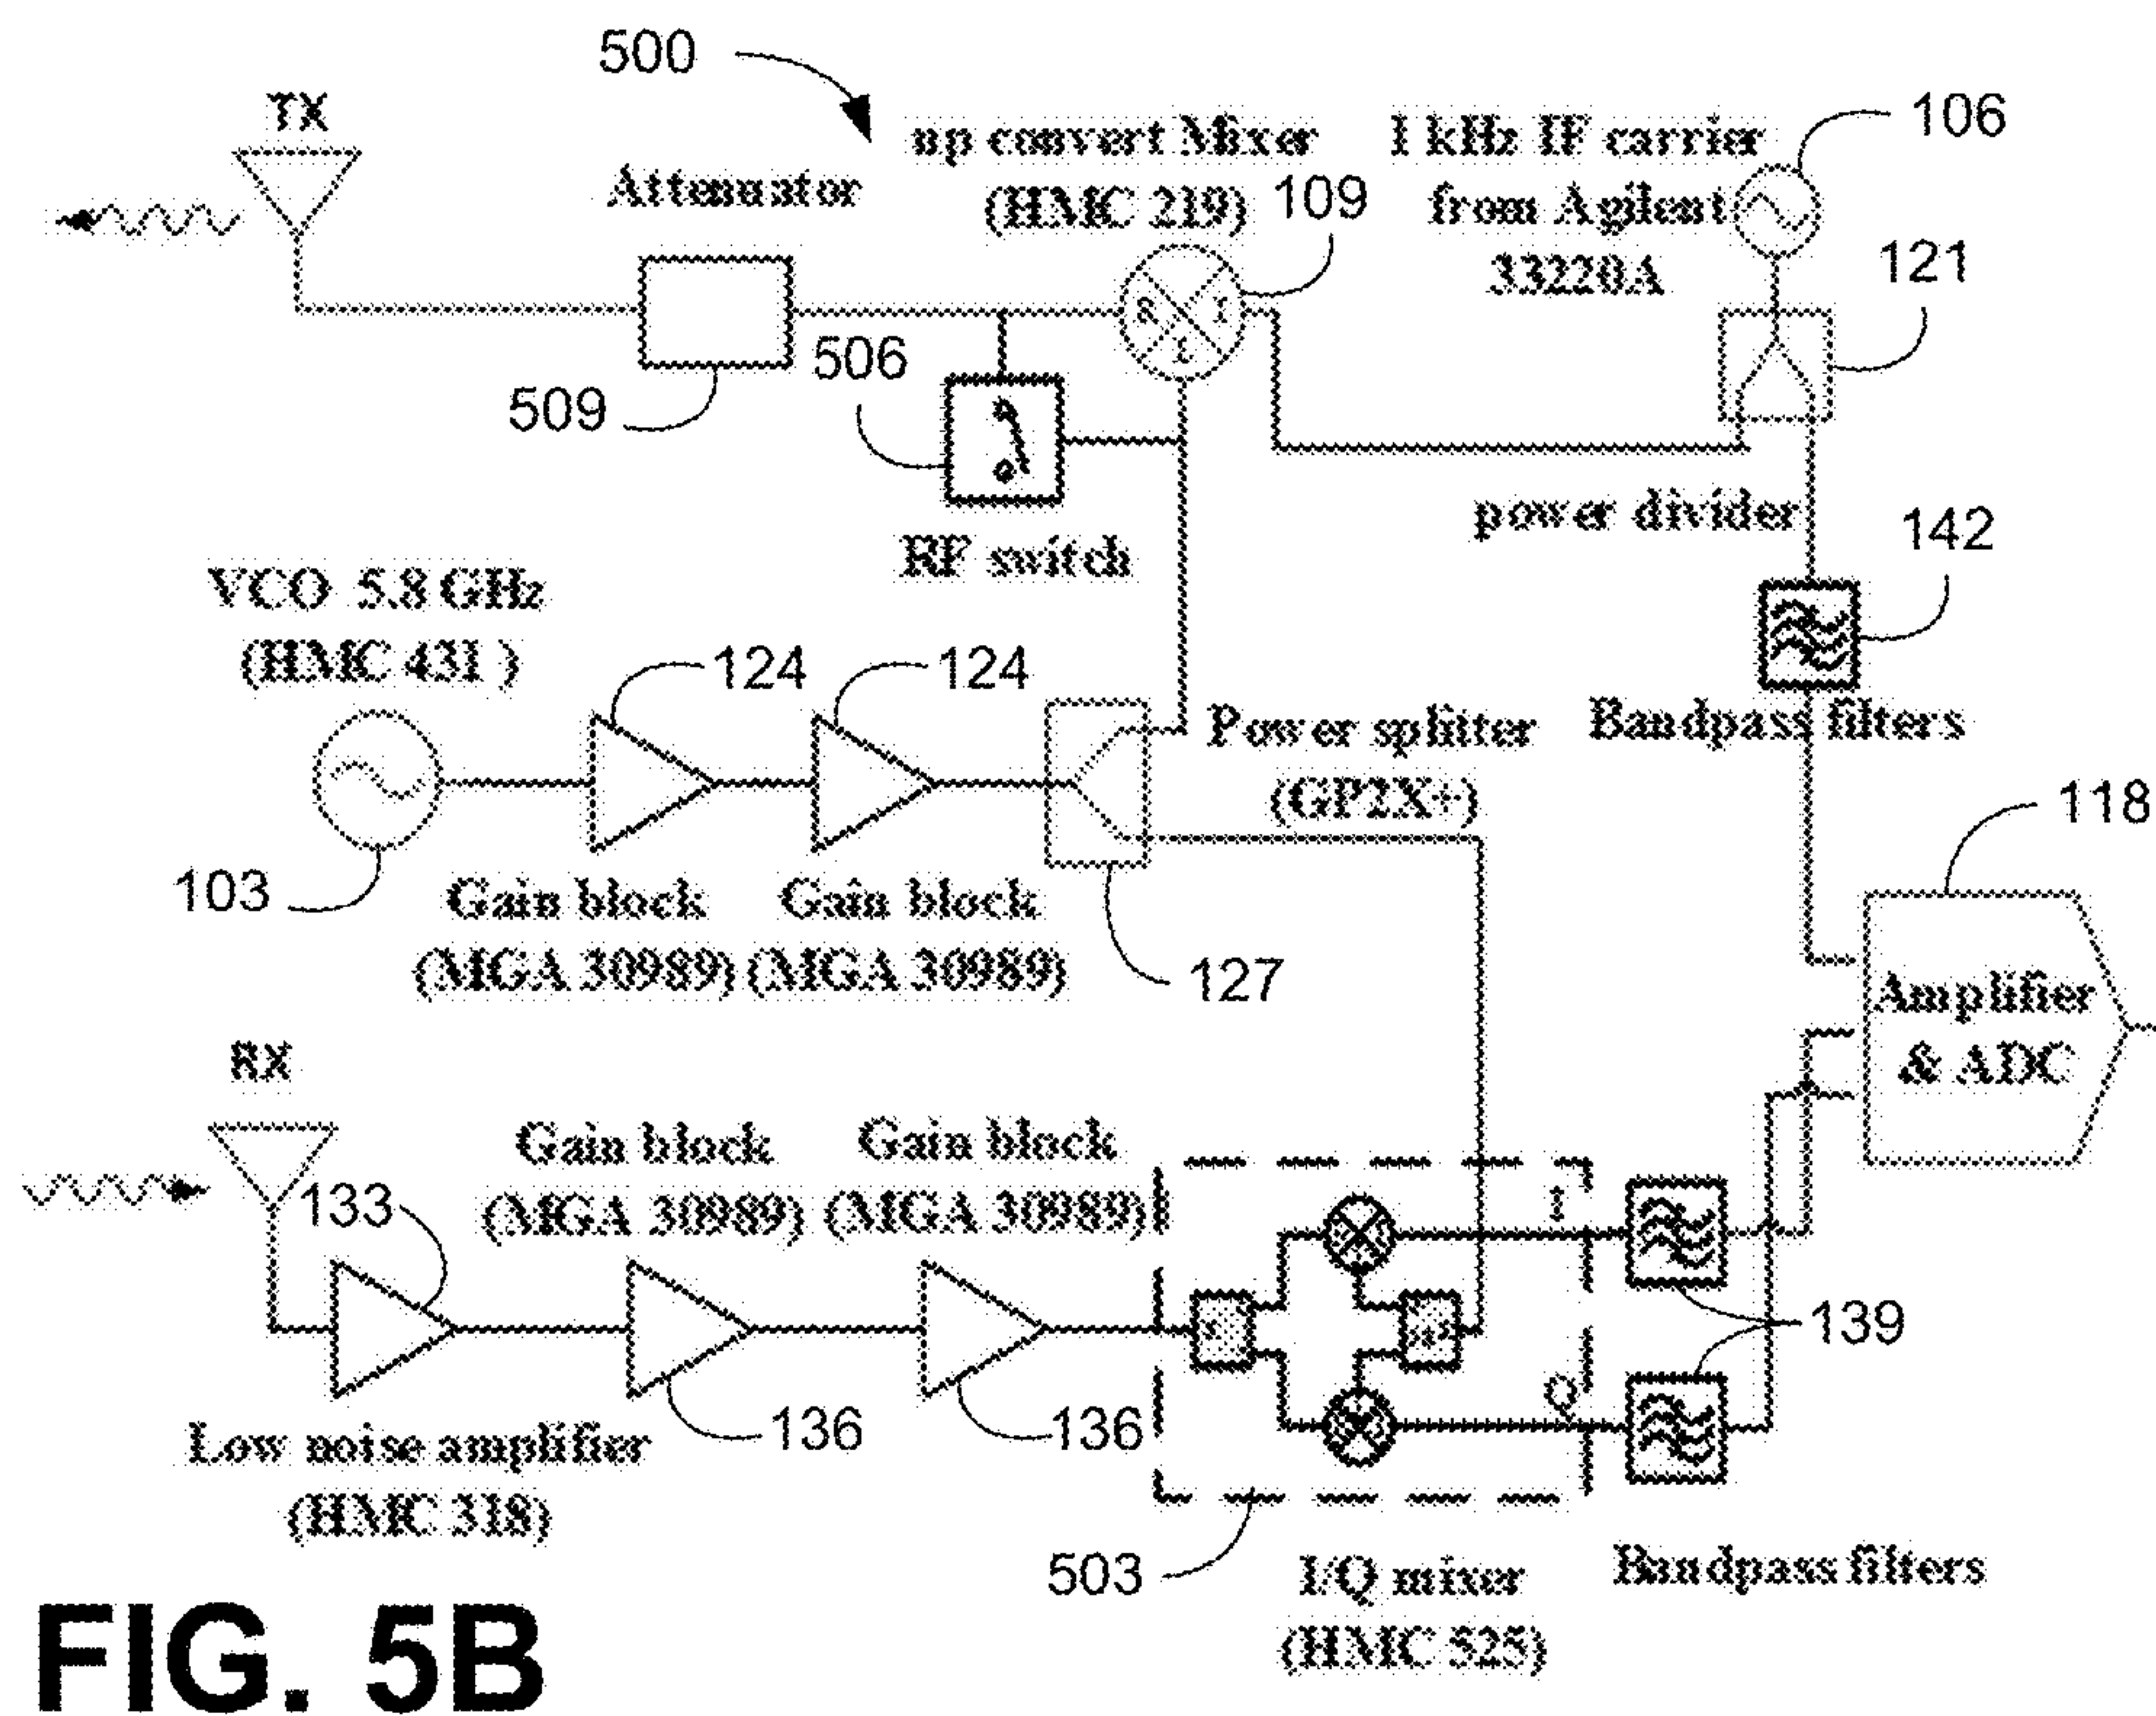 500
TX
Attenuator
up convert Mixer
(HMC 219)
109
1 kHz IF carrier
from Agilent
33220A
106
121
R
I
L
509
506
RF switch
power divider
142
Bandpass filters
VCO 5.8 GHz
(HMC 431 )
124
124
103
Gain block
(MGA 30989)
Gain block
(MGA 30989)
Power splitter
(GP2X+)
127
118
Amplifier
& ADC
RX
133
Gain block
(MGA 30989)
Gain block
(MGA 30989)
136
136
Low noise amplifier
(HMC 318)
I
Q
139
503
I/Q mixer
(HMC 525)
Bandpass filters
FIG. 5B